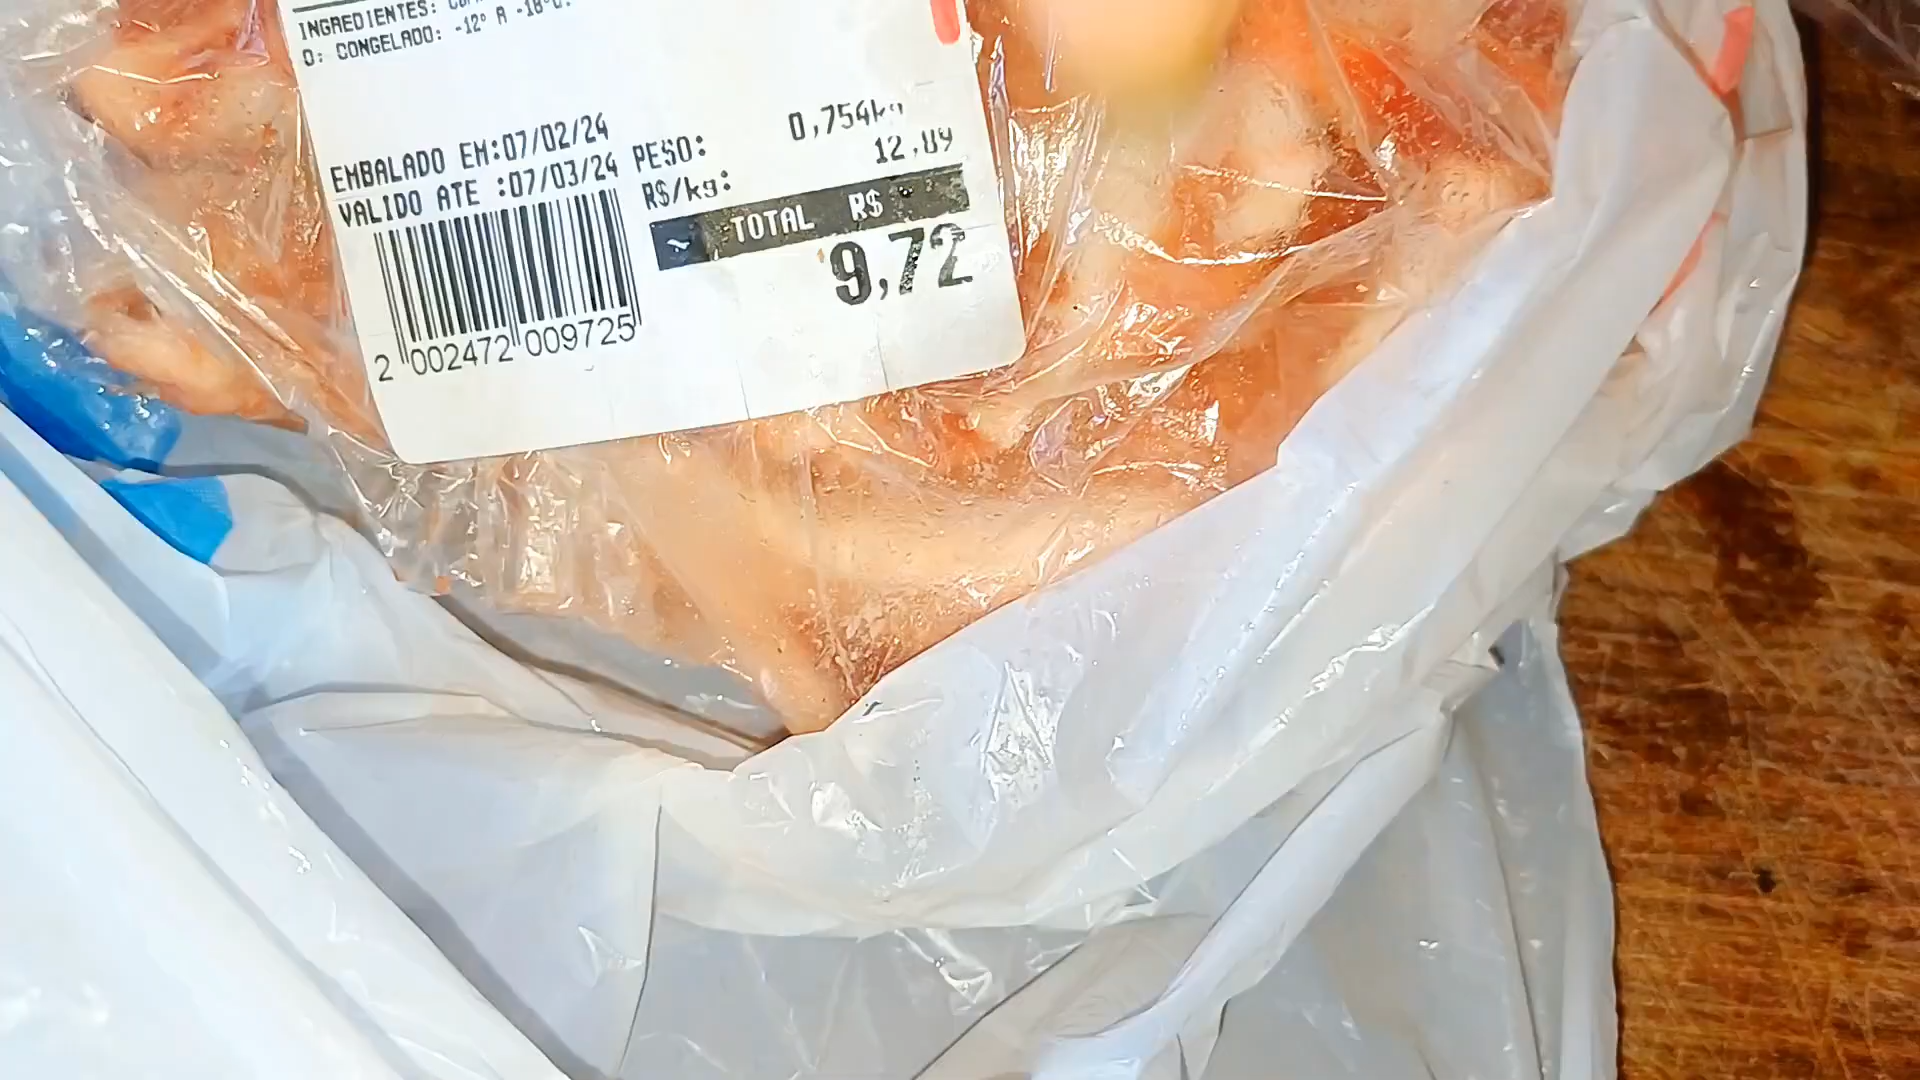 INGREDIENTES:
O: CONGELADO: -12° A -18°C.
EMBALADO EM:07/02/24
VALIDO ATE :07/03/24
PESO: 0,754kg
R$/kg: 12,89
TOTAL R$
9,72
2 002472 009725